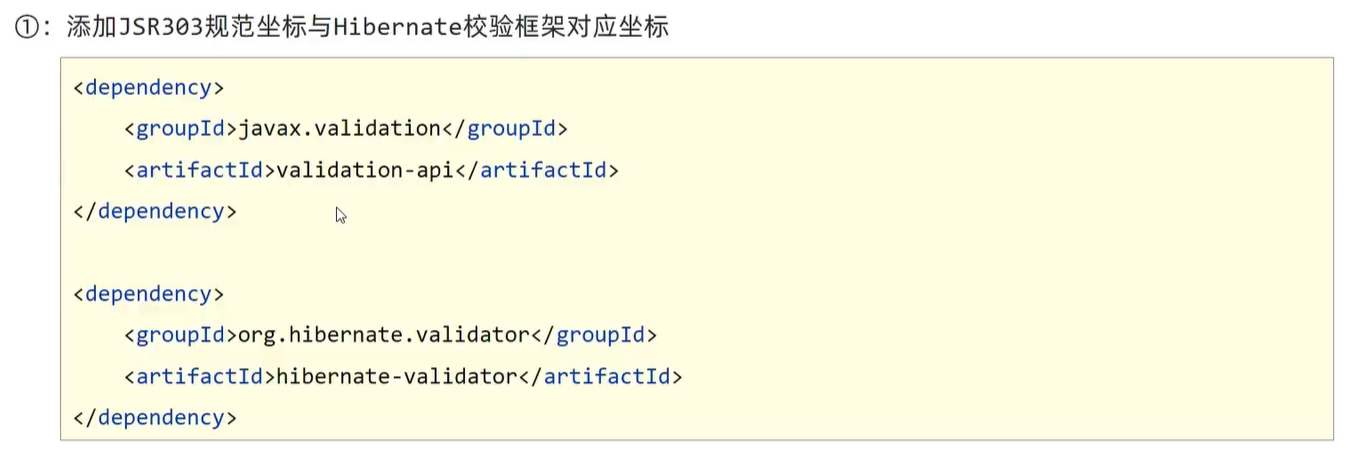 ①：添加JSR303规范坐标与Hibernate校验框架对应坐标
<dependency>
    <groupId>javax.validation</groupId>
    <artifactId>validation-api</artifactId>
</dependency>
<dependency>
    <groupId>org.hibernate.validator</groupId>
    <artifactId>hibernate-validator</artifactId>
</dependency>